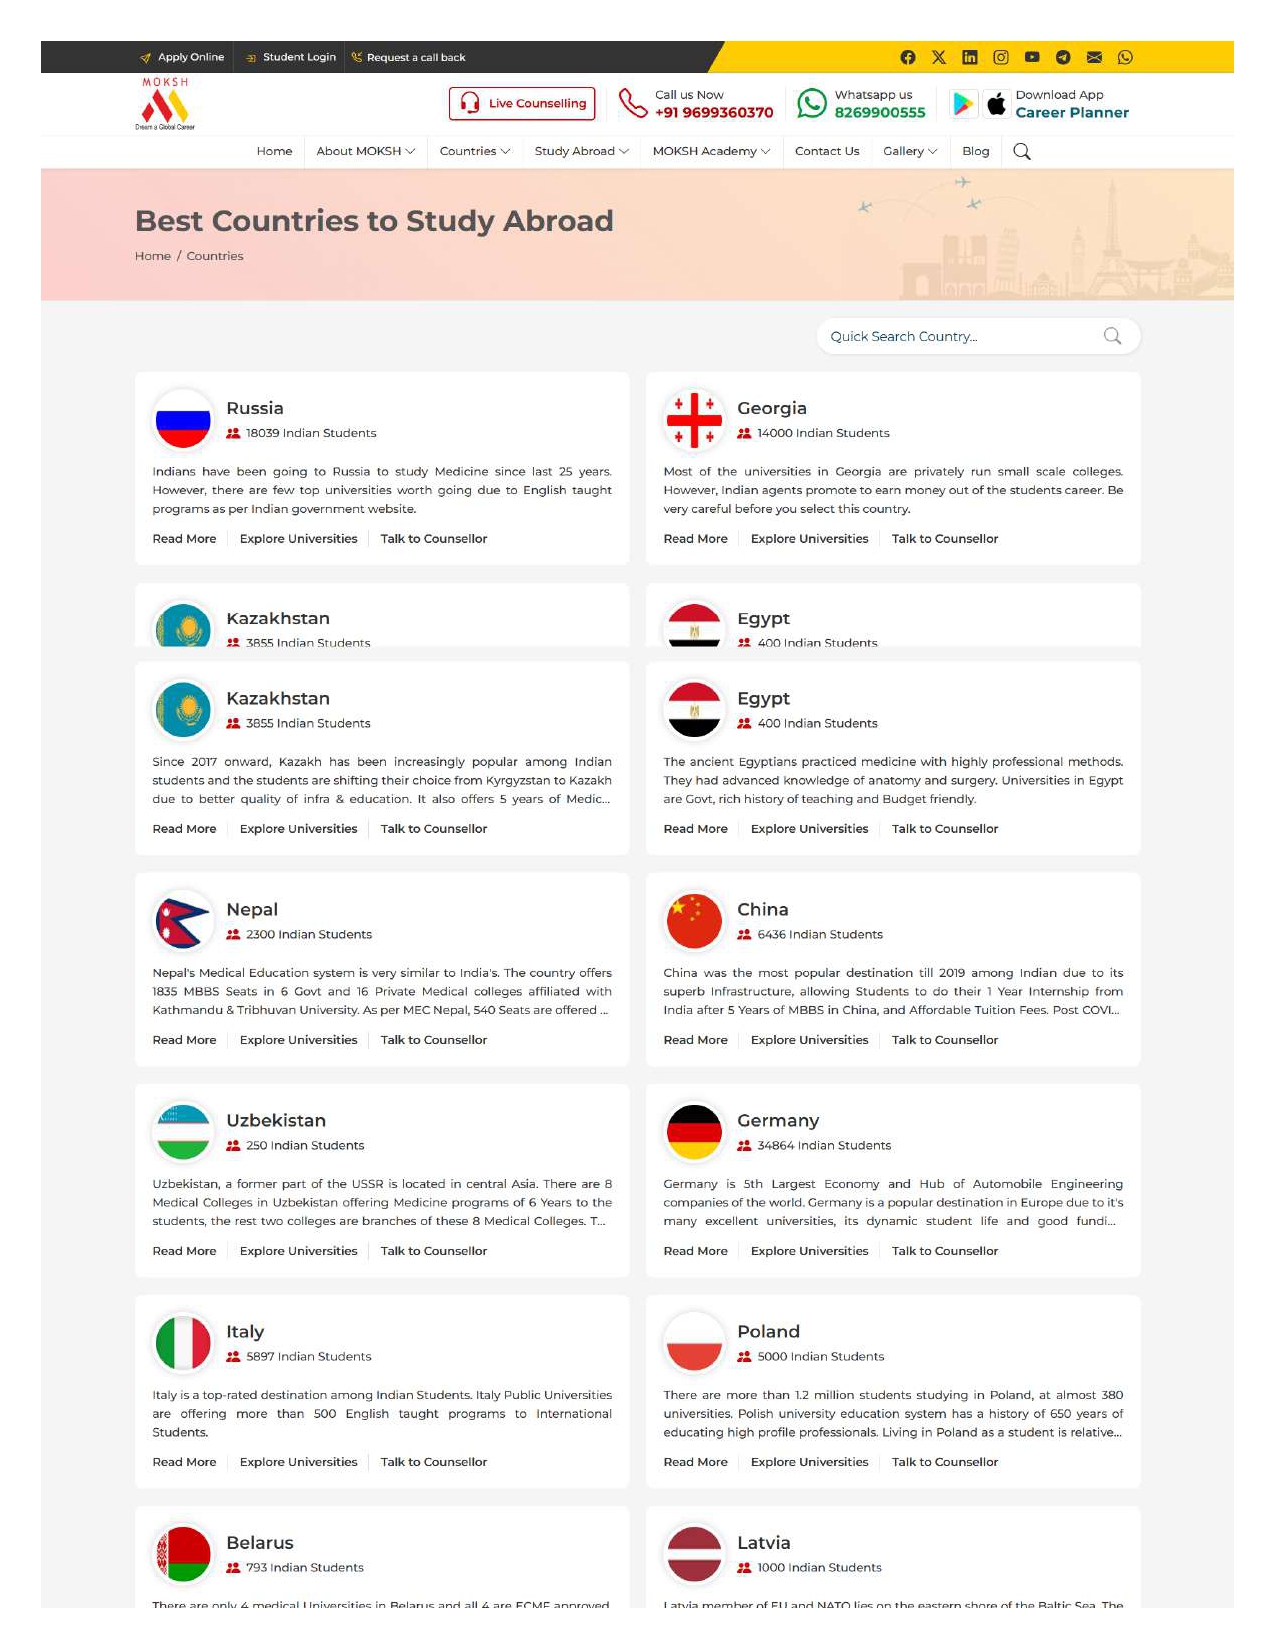 Apply Online
Student Login
Request a call back
MOKSH
Dream a Global Career
Live Counselling
Call us Now
+91 9699360370
Whatsapp us
8269900555
Download App
Career Planner
Home
About MOKSH
Countries
Study Abroad
MOKSH Academy
Contact Us
Gallery
Blog
Best Countries to Study Abroad
Home / Countries
Quick Search Country...
Russia
18039 Indian Students
Indians have been going to Russia to study Medicine since last 25 years.
However, there are few top universities worth going due to English taught
programs as per Indian government website.
Read More
Explore Universities
Talk to Counsellor
Georgia
14000 Indian Students
Most of the universities in Georgia are privately run small scale colleges.
However, Indian agents promote to earn money out of the students career. Be
very careful before you select this country.
Read More
Explore Universities
Talk to Counsellor
Kazakhstan
3855 Indian Students
Egypt
400 Indian Students
Kazakhstan
3855 Indian Students
Since 2017 onward, Kazakh has been increasingly popular among Indian
students and the students are shifting their choice from Kyrgyzstan to Kazakh
due to better quality of infra & education. It also offers 5 years of Medic...
Read More
Explore Universities
Talk to Counsellor
Egypt
400 Indian Students
The ancient Egyptians practiced medicine with highly professional methods.
They had advanced knowledge of anatomy and surgery. Universities in Egypt
are Govt, rich history of teaching and Budget friendly.
Read More
Explore Universities
Talk to Counsellor
Nepal
2300 Indian Students
Nepal's Medical Education system is very similar to India's. The country offers
1835 MBBS Seats in 6 Govt and 16 Private Medical colleges affiliated with
Kathmandu & Tribhuvan University. As per MEC Nepal, 540 Seats are offered ...
Read More
Explore Universities
Talk to Counsellor
China
6436 Indian Students
China was the most popular destination till 2019 among Indian due to its
superb Infrastructure, allowing Students to do their 1 Year Internship from
India after 5 Years of MBBS in China, and Affordable Tuition Fees. Post COVI...
Read More
Explore Universities
Talk to Counsellor
Uzbekistan
250 Indian Students
Uzbekistan, a former part of the USSR is located in central Asia. There are 8
Medical Colleges in Uzbekistan offering Medicine programs of 6 Years to the
students, the rest two colleges are branches of these 8 Medical Colleges. T...
Read More
Explore Universities
Talk to Counsellor
Germany
34864 Indian Students
Germany is 5th Largest Economy and Hub of Automobile Engineering
companies of the world. Germany is a popular destination in Europe due to it's
many excellent universities, its dynamic student life and good fundi...
Read More
Explore Universities
Talk to Counsellor
Italy
5897 Indian Students
Italy is a top-rated destination among Indian Students. Italy Public Universities
are offering more than 500 English taught programs to International
Students.
Read More
Explore Universities
Talk to Counsellor
Poland
5000 Indian Students
There are more than 1.2 million students studying in Poland, at almost 380
universities. Polish university education system has a history of 650 years of
educating high profile professionals. Living in Poland as a student is relative...
Read More
Explore Universities
Talk to Counsellor
Belarus
793 Indian Students
There are only 4 medical Universities in Belarus and all 4 are ECFMG approved.
Latvia
1000 Indian Students
Latvia member of EU and NATO lies on the eastern shore of the Baltic Sea. The